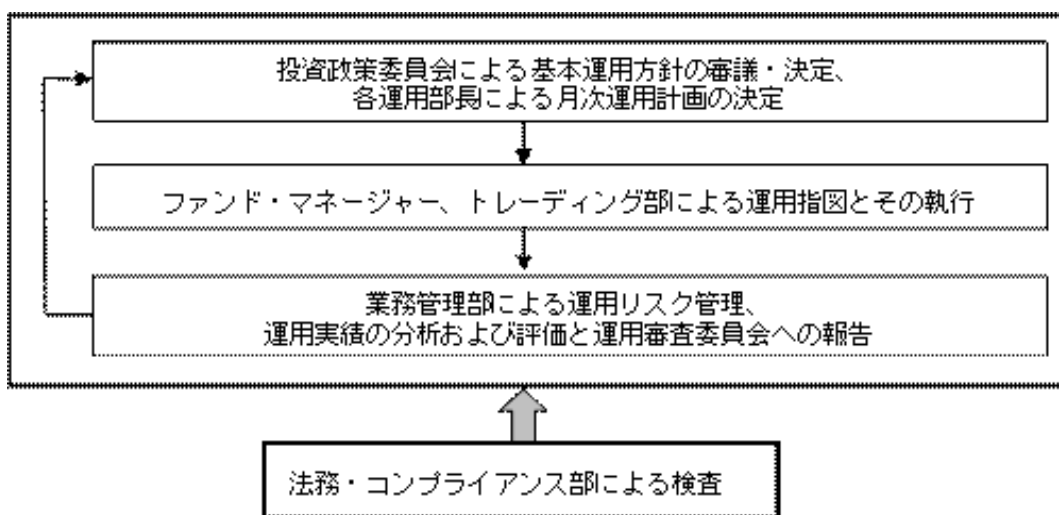 投資政策委員会による基本運用方針の審議・決定、
各運用部長による月次運用計画の決定
ファンド・マネージャー、トレーディング部による運用指図とその執行
業務管理部による運用リスク管理、
運用実績の分析および評価と運用審査委員会への報告
法務・コンプライアンス部による検査